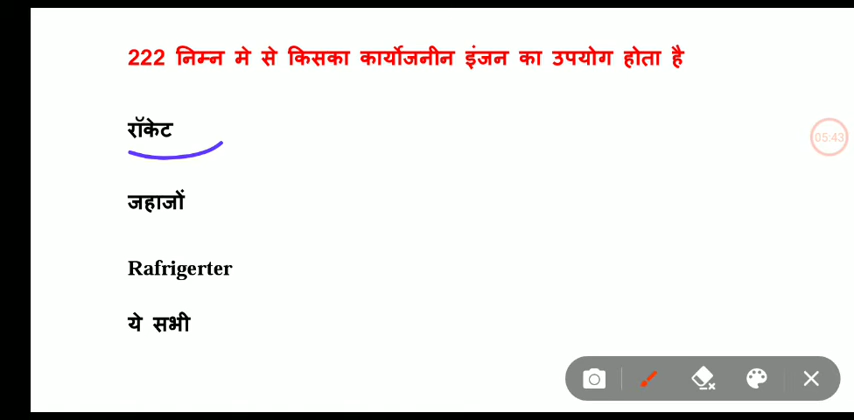 222 निम्न मे से किसका कार्योजनीन इंजन का उपयोग होता है
रॉकेट
05:43
जहाजों
Rafrigerter
ये सभी